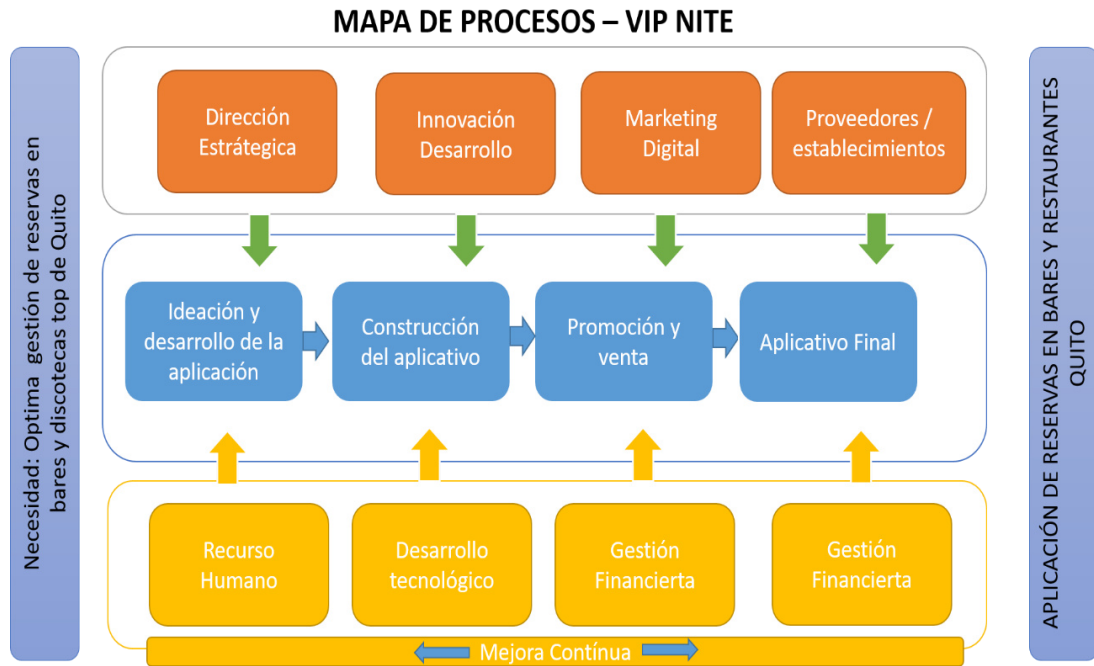 MAPA DE PROCESOS – VIP NITE
Necesidad: Optima gestión de reservas en
bares y discotecas top de Quito
Dirección
Estrátegica
Innovación
Desarrollo
Marketing
Digital
Proveedores /
establecimientos
Ideación y
desarrollo de la
aplicación
Construcción
del aplicativo
Promoción y
venta
Aplicativo Final
Recurso
Humano
Desarrollo
tecnológico
Gestión
Financierta
Gestión
Financierta
Mejora Contínua
APLICACIÓN DE RESERVAS EN BARES Y RESTAURANTES
QUITO